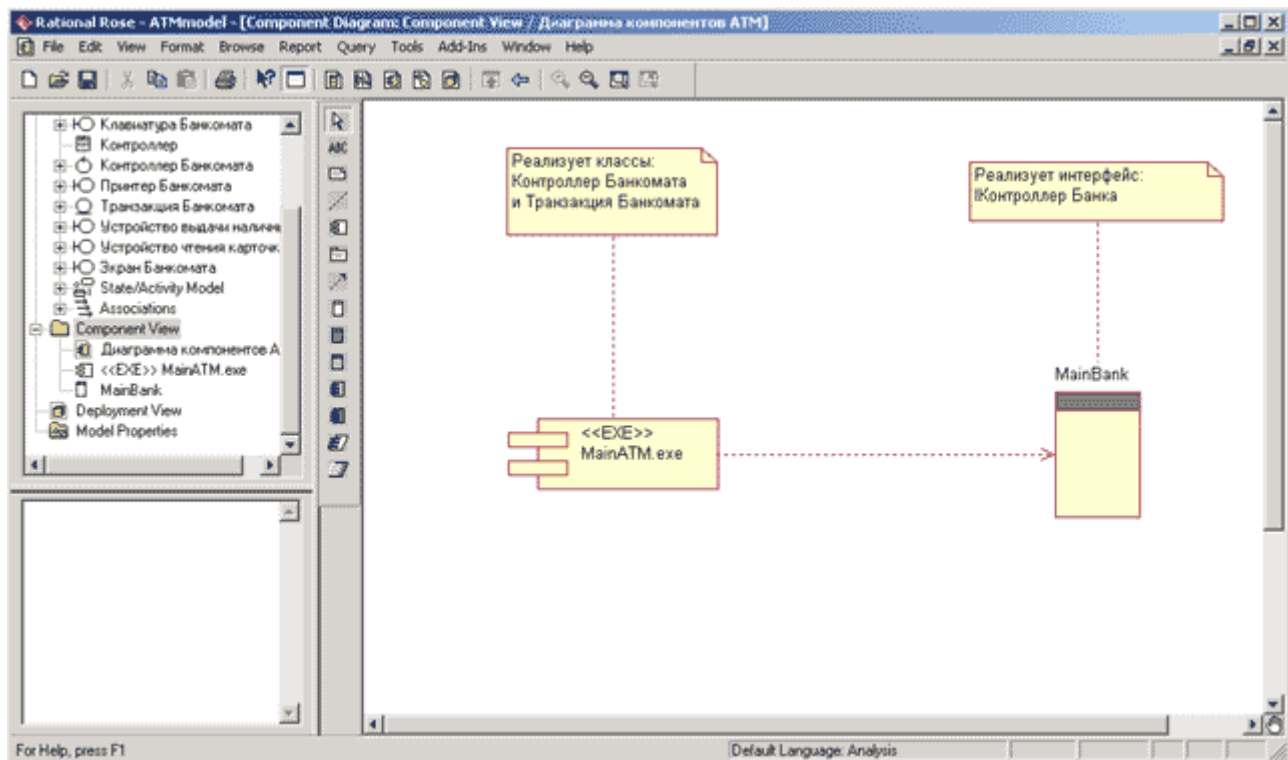 Rational Rose - ATMmodel - [Component Diagram: Component View / Диаграмма компонентов ATM]
File Edit View Format Browse Report Query Tools Add-Ins Window Help
Клавиатура Банкомата
Контроллер
Контроллер Банкомата
Принтер Банкомата
Транзакция Банкомата
Устройство выдачи наличн
Устройство чтения карточк
Экран Банкомата
State/Activity Model
Associations
Component View
Диаграмма компонентов А
<<EXE>> MainATM.exe
MainBank
Deployment View
Model Properties
ABC
Реализует классы:
Контроллер Банкомата
и Транзакция Банкомата
Реализует интерфейс:
IКонтроллер Банка
MainBank
<<EXE>>
MainATM.exe
For Help, press F1
Default Language: Analysis